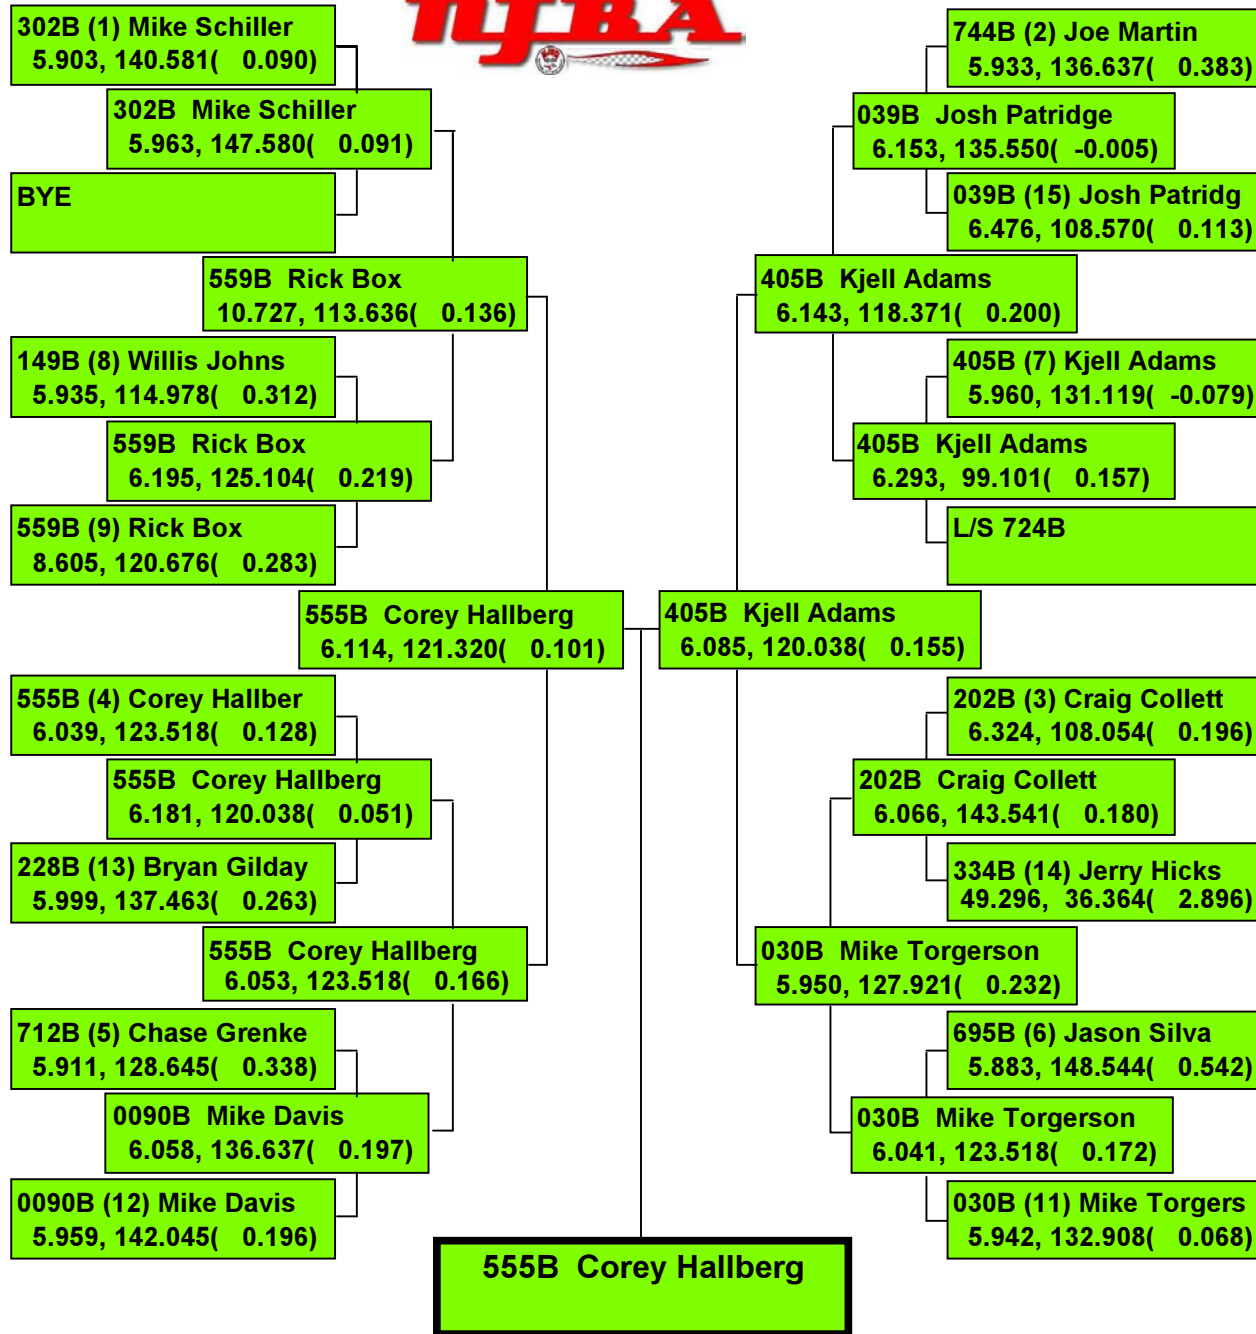 NJBA
302B (1) Mike Schiller
5.903, 140.581( 0.090)
302B Mike Schiller
5.963, 147.580( 0.091)
BYE
559B Rick Box
10.727, 113.636( 0.136)
149B (8) Willis Johns
5.935, 114.978( 0.312)
559B Rick Box
6.195, 125.104( 0.219)
559B (9) Rick Box
8.605, 120.676( 0.283)
555B Corey Hallberg
6.114, 121.320( 0.101)
555B (4) Corey Hallber
6.039, 123.518( 0.128)
555B Corey Hallberg
6.181, 120.038( 0.051)
228B (13) Bryan Gilday
5.999, 137.463( 0.263)
555B Corey Hallberg
6.053, 123.518( 0.166)
712B (5) Chase Grenke
5.911, 128.645( 0.338)
0090B Mike Davis
6.058, 136.637( 0.197)
0090B (12) Mike Davis
5.959, 142.045( 0.196)
744B (2) Joe Martin
5.933, 136.637( 0.383)
039B Josh Patridge
6.153, 135.550( -0.005)
039B (15) Josh Patridg
6.476, 108.570( 0.113)
405B Kjell Adams
6.143, 118.371( 0.200)
405B (7) Kjell Adams
5.960, 131.119( -0.079)
405B Kjell Adams
6.293, 99.101( 0.157)
L/S 724B
405B Kjell Adams
6.085, 120.038( 0.155)
202B (3) Craig Collett
6.324, 108.054( 0.196)
202B Craig Collett
6.066, 143.541( 0.180)
334B (14) Jerry Hicks
49.296, 36.364( 2.896)
030B Mike Torgerson
5.950, 127.921( 0.232)
695B (6) Jason Silva
5.883, 148.544( 0.542)
030B Mike Torgerson
6.041, 123.518( 0.172)
030B (11) Mike Torgers
5.942, 132.908( 0.068)
555B Corey Hallberg